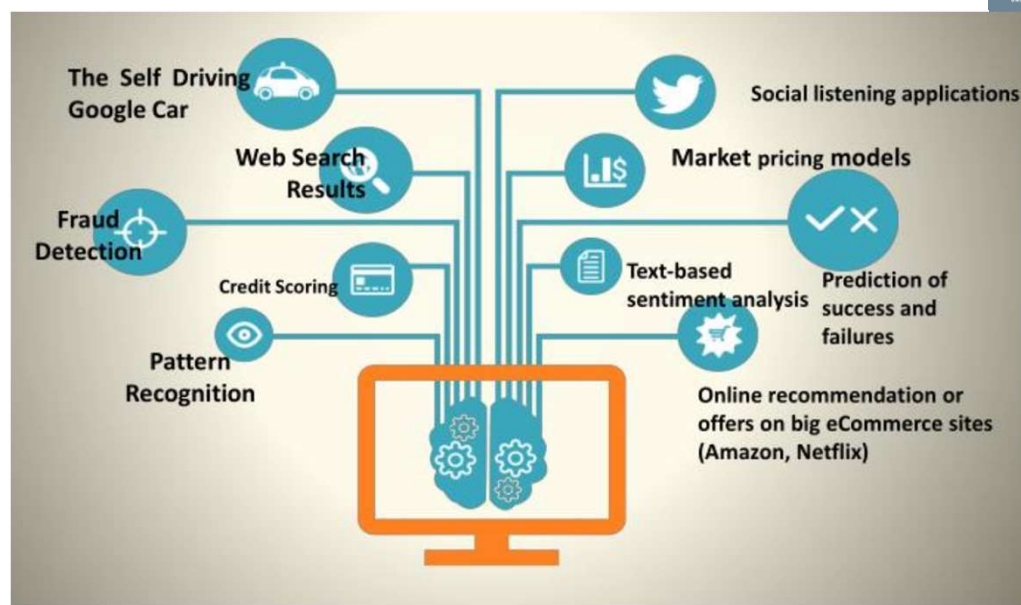 The Self Driving
Google Car
Web Search
Results
Fraud
Detection
Credit Scoring
Pattern
Recognition
Social listening applications
Market pricing models
$
Prediction of
success and
failures
Text-based
sentiment analysis
Online recommendation or
offers on big eCommerce sites
(Amazon, Netflix)